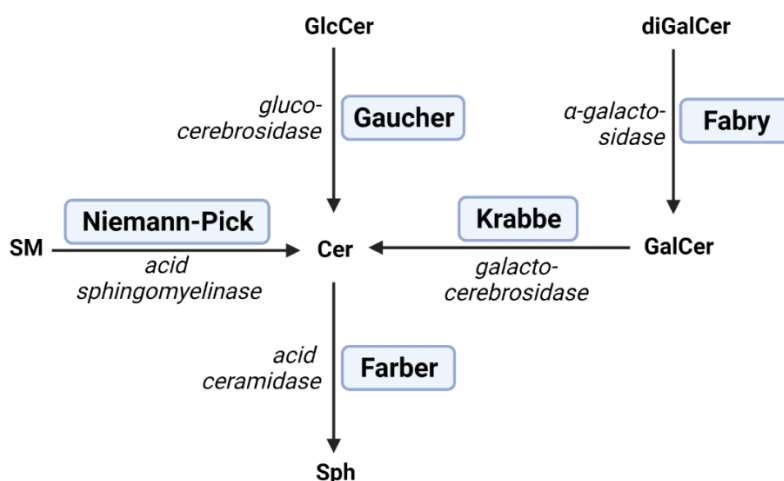 GlcCer
diGalCer
gluco-
cerebrosidase
Gaucher
α-galacto-
sidase
Fabry
Niemann-Pick
Krabbe
SM
Cer
GalCer
acid
sphingomyelinase
galacto-
cerebrosidase
acid
ceramidase
Farber
Sph